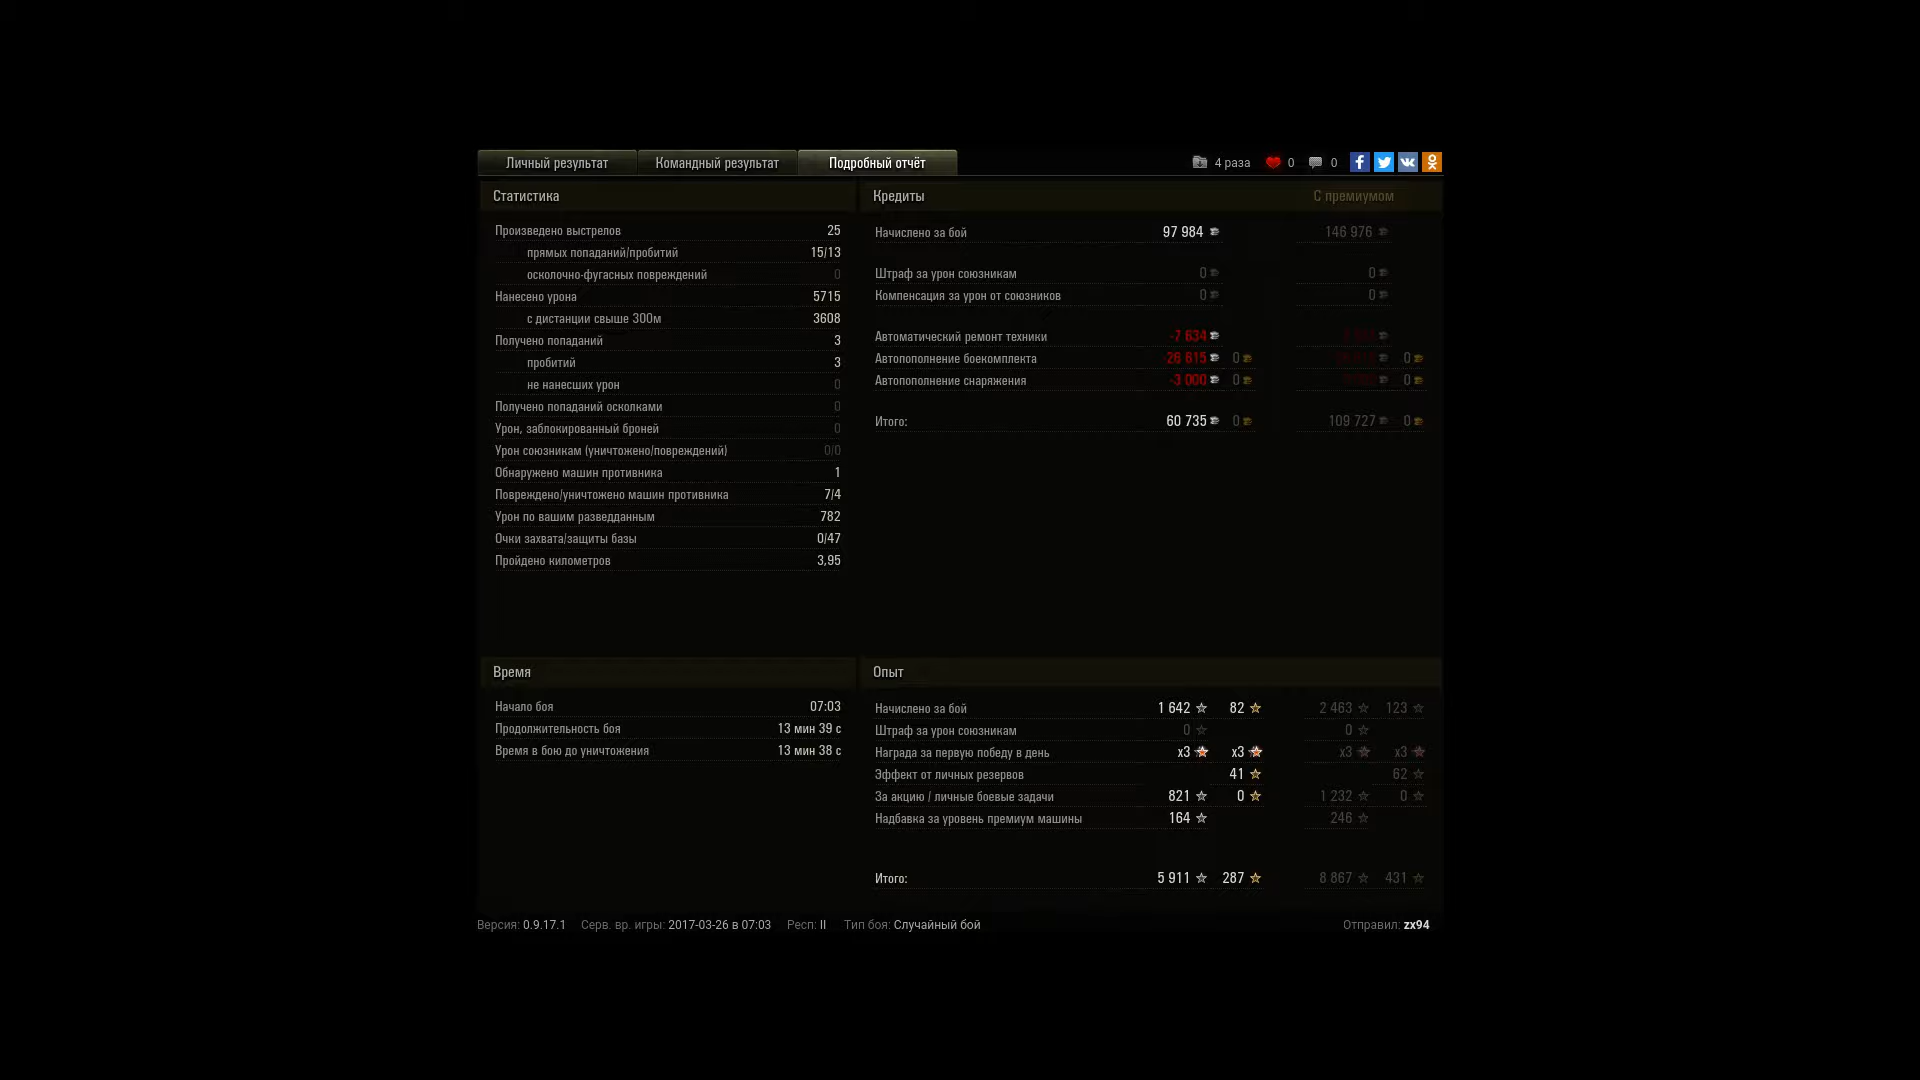 Личный результат Командный результат Подробный отчёт 4 раза 0 0
Статистика
Произведено выстрелов 25
прямых попаданий/пробитий 15/13
осколочно-фугасных повреждений 0
Нанесено урона 5715
с дистанции свыше 300м 3608
Получено попаданий 3
пробитий 3
не нанесших урон 0
Получено попаданий осколками 0
Урон, заблокированный броней 0
Урон союзникам (уничтожено/повреждений) 0/0
Обнаружено машин противника 1
Повреждено/уничтожено машин противника 7/4
Урон по вашим разведданным 782
Очки захвата/защиты базы 0/47
Пройдено километров 3,95
Кредиты С премиумом
Начислено за бой 97 984 146 976
Штраф за урон союзникам 0 0
Компенсация за урон от союзников 0 0
Автоматический ремонт техники -7 634
Автопополнение боекомплекта -26 615 0 0
Автопополнение снаряжения -3 000 0 0
Итого: 60 735 0 109 727 0
Время
Начало боя 07:03
Продолжительность боя 13 мин 39 с
Время в бою до уничтожения 13 мин 38 с
Опыт
Начислено за бой 1 642 82 2 463 123
Штраф за урон союзникам 0 0
Награда за первую победу в день x3 x3 x3 x3
Эффект от личных резервов 41 62
За акцию / личные боевые задачи 821 0 1 232 0
Надбавка за уровень премиум машины 164 246
Итого: 5 911 287 8 867 431
Версия: 0.9.17.1 Серв. вр. игры: 2017-03-26 в 07:03 Респ: II Тип боя: Случайный бой Отправил: zx94